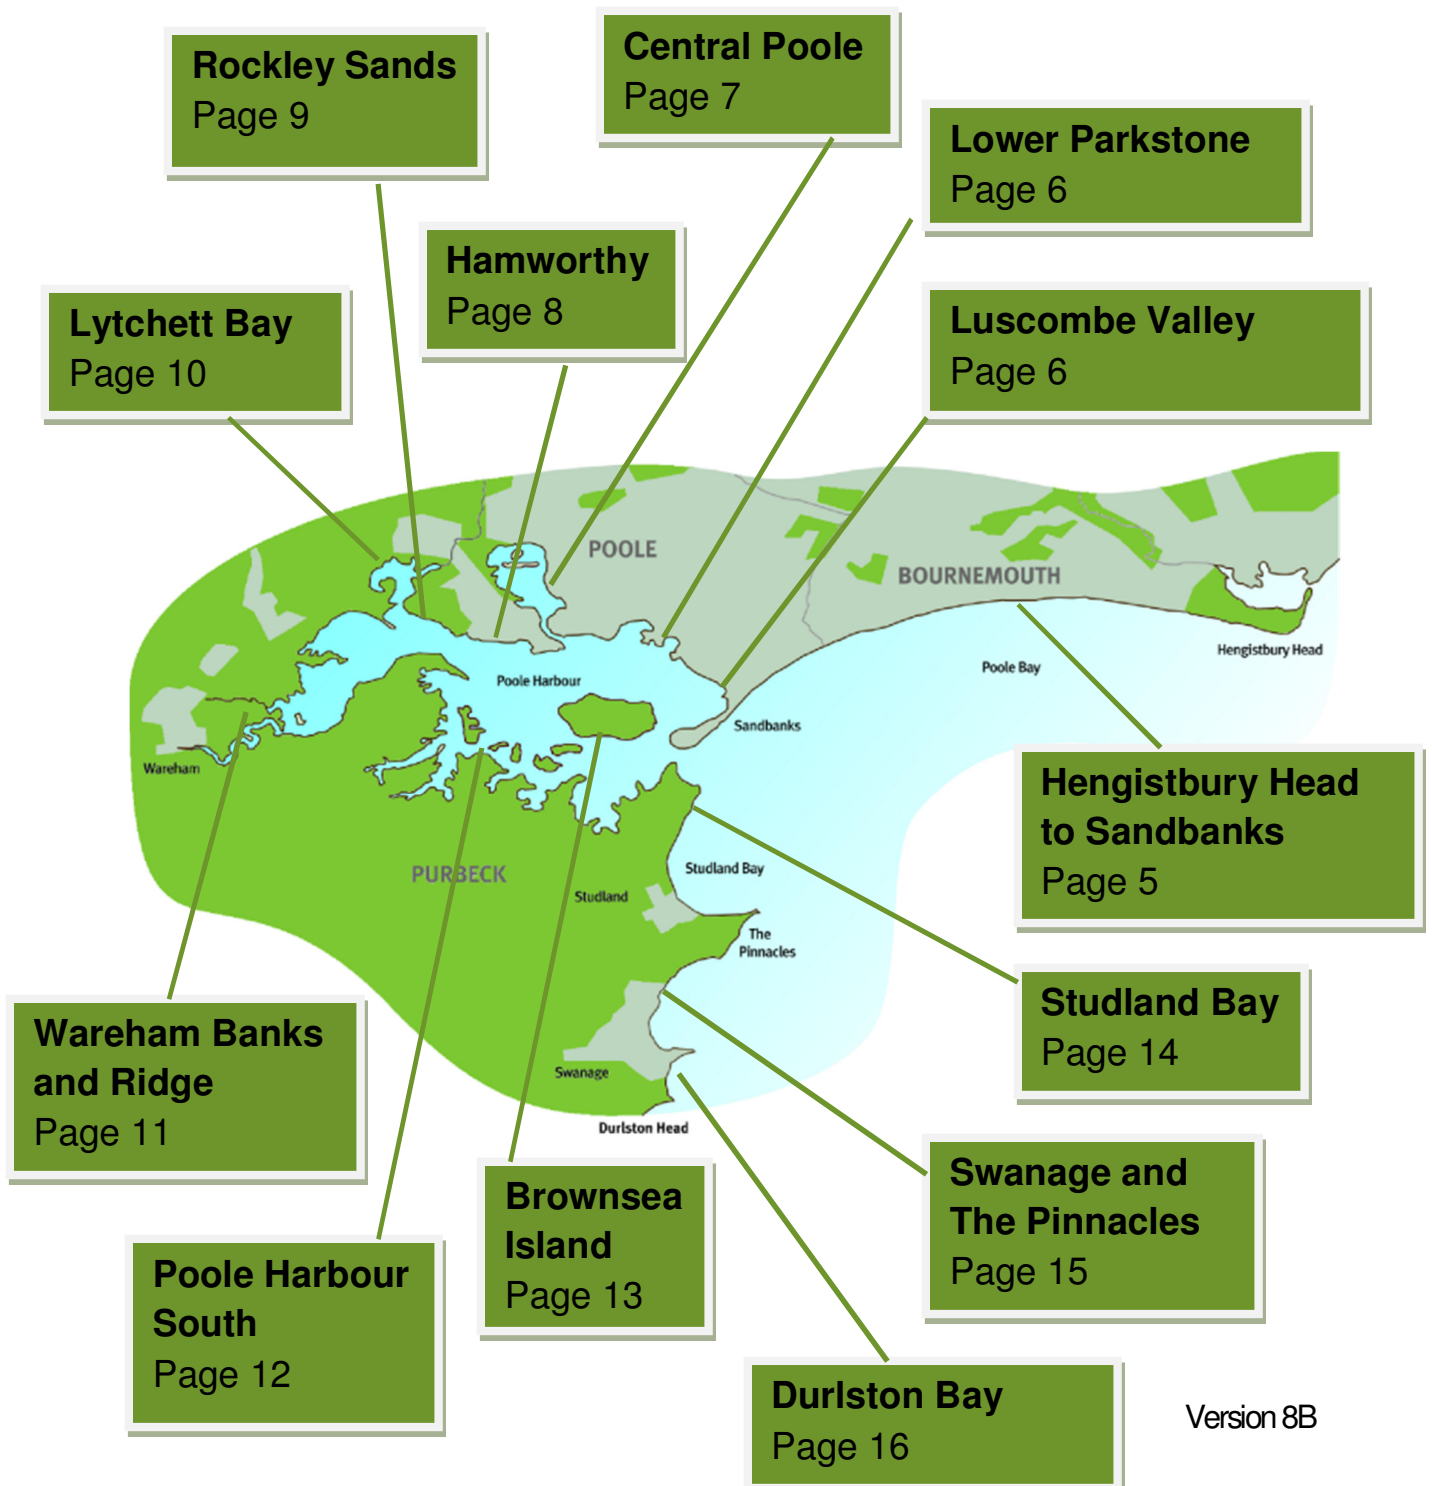 Rockley Sands
Page 9
Central Poole
Page 7
Lower Parkstone
Page 6
Hamworthy
Page 8
Lytchett Bay
Page 10
Luscombe Valley
Page 6
POOLE
BOURNEMOUTH
Hengistbury Head
Poole Bay
Poole Harbour
Sandbanks
Wareham
Hengistbury Head
to Sandbanks
Page 5
PURBECK
Studland Bay
Studland
The
Pinnacles
Studland Bay
Page 14
Wareham Banks
and Ridge
Page 11
Swanage
Durlston Head
Brownsea
Island
Page 13
Swanage and
The Pinnacles
Page 15
Poole Harbour
South
Page 12
Durlston Bay
Page 16
Version 8B